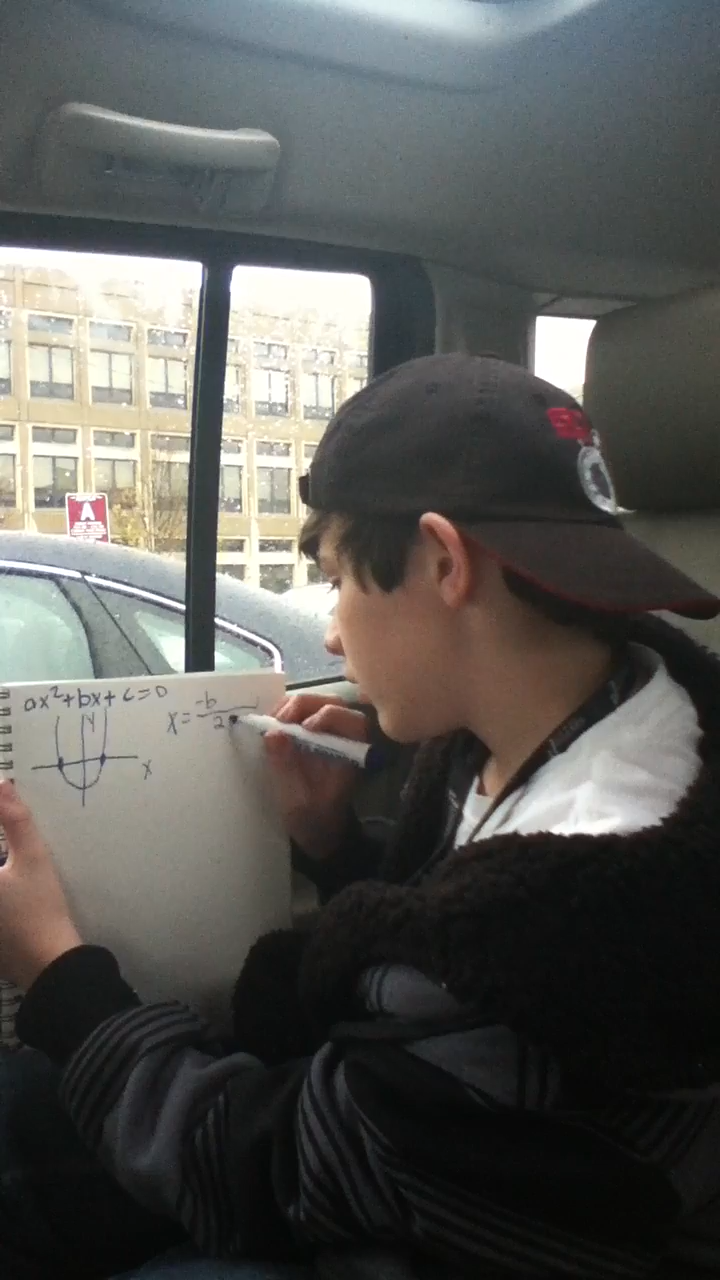 ax²+bx+c=0
x = -b
2
y
x
A